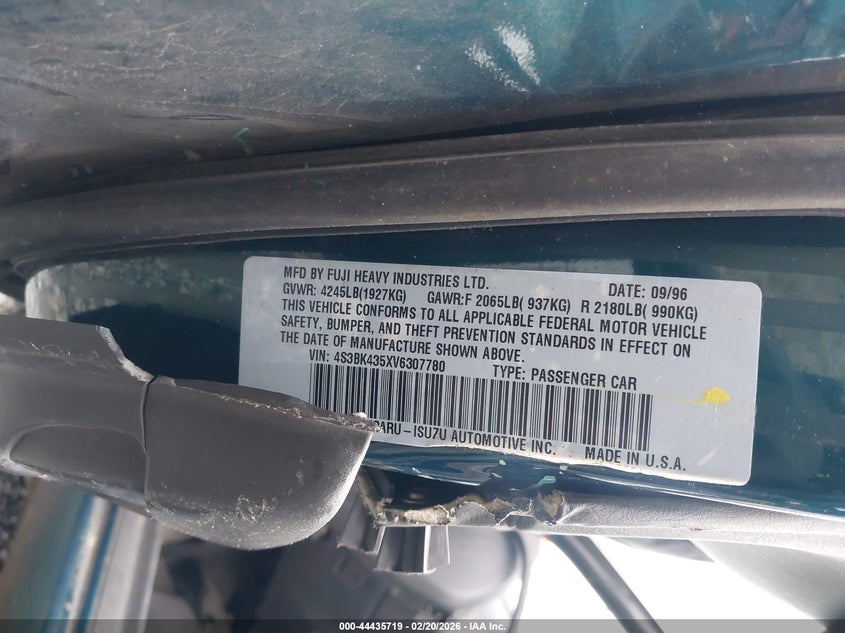 MFD BY FUJI HEAVY INDUSTRIES LTD. DATE: 09/96
GVWR: 4245LB(1927KG) GAWR:F 2065LB( 937KG) R 2180LB( 990KG)
THIS VEHICLE CONFORMS TO ALL APPLICABLE FEDERAL MOTOR VEHICLE
SAFETY, BUMPER, AND THEFT PREVENTION STANDARDS IN EFFECT ON
THE DATE OF MANUFACTURE SHOWN ABOVE.
VIN: 4S3BK435XV6307780 TYPE: PASSENGER CAR
ARU-ISU7U AUTOMOTIVE INC. MADE IN U.S.A.
000-44435719 - 02/20/2026 - IAA Inc.